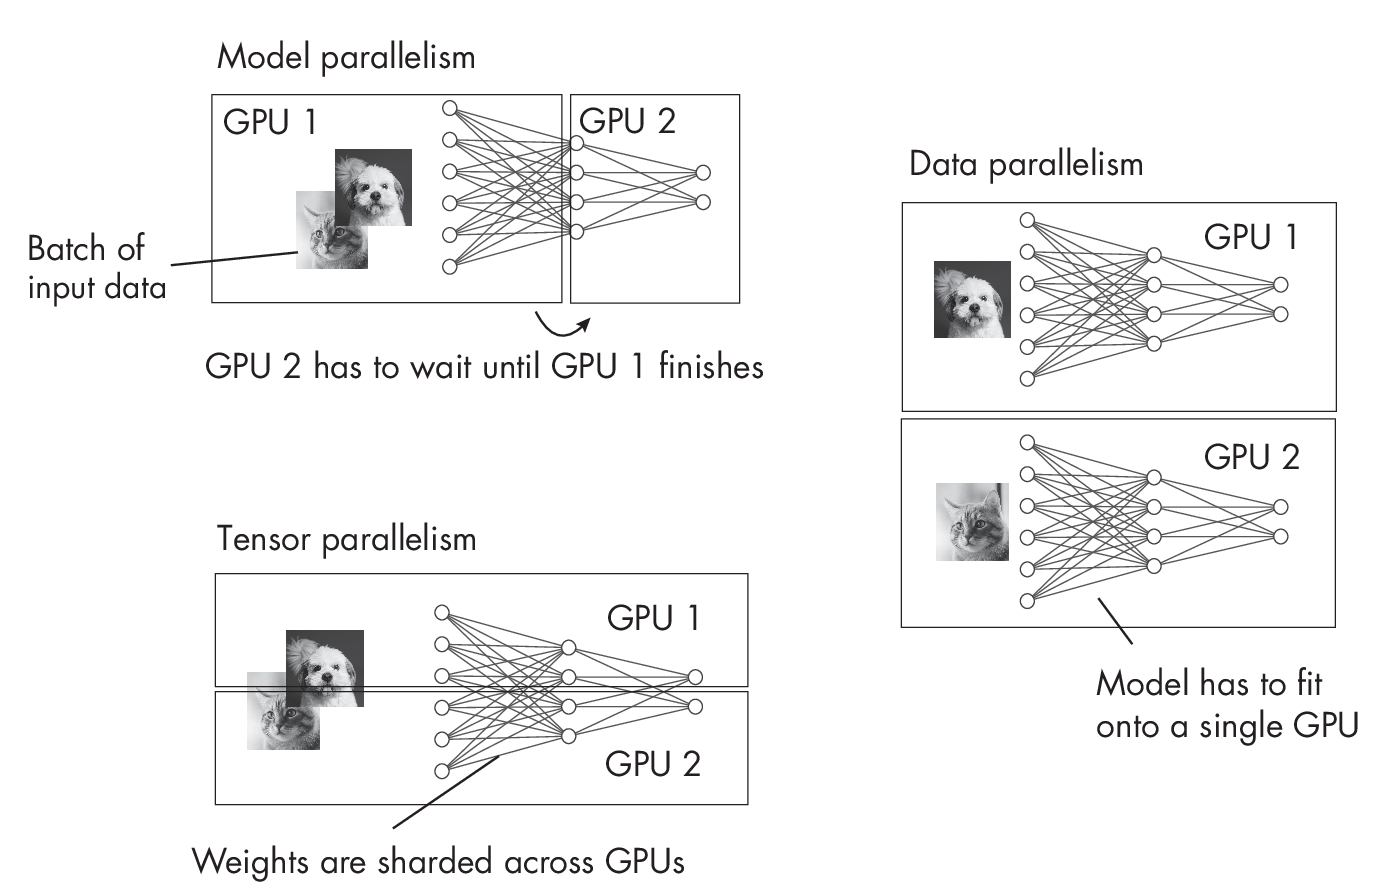 Model parallelism
GPU 1
GPU 2
Batch of
input data
GPU 2 has to wait until GPU 1 finishes
Data parallelism
GPU 1
GPU 2
Model has to fit
onto a single GPU
Tensor parallelism
GPU 1
GPU 2
Weights are sharded across GPUs